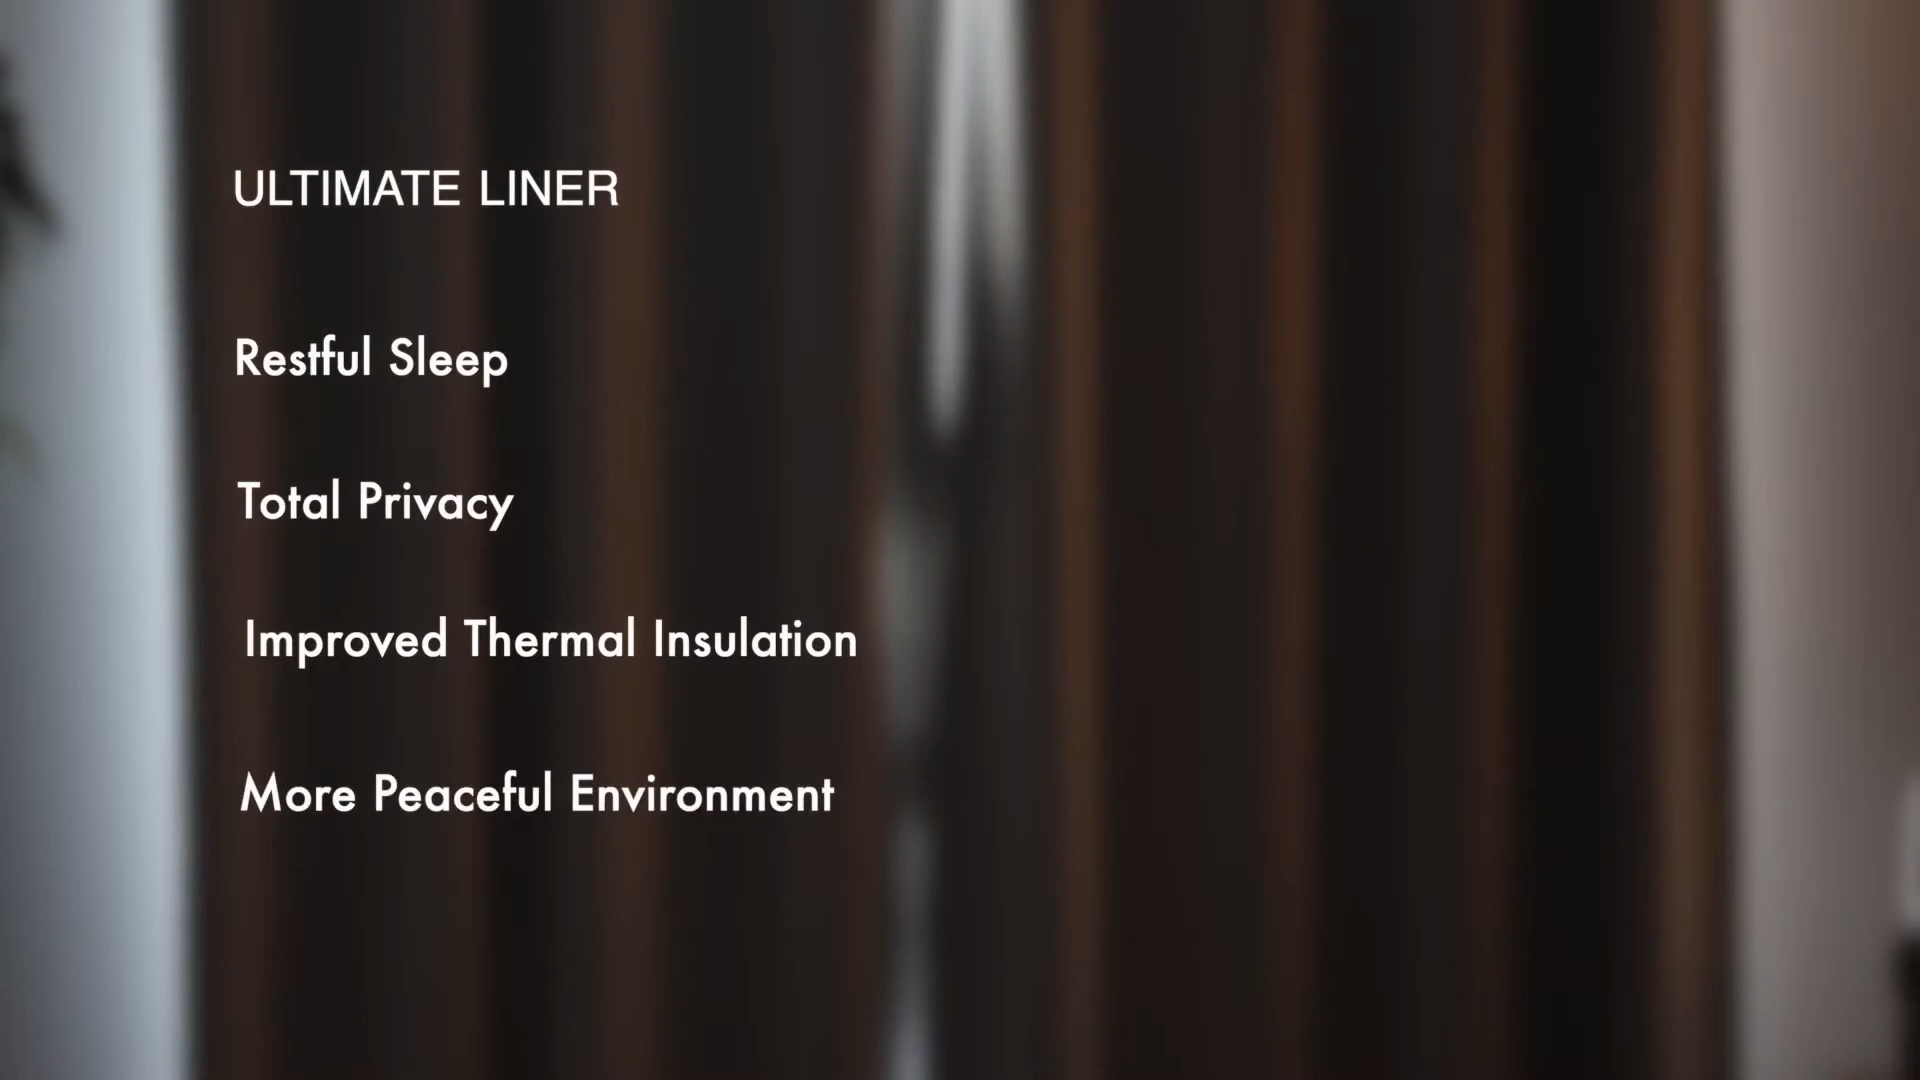 ULTIMATE LINER
Restful Sleep
Total Privacy
Improved Thermal Insulation
More Peaceful Environment